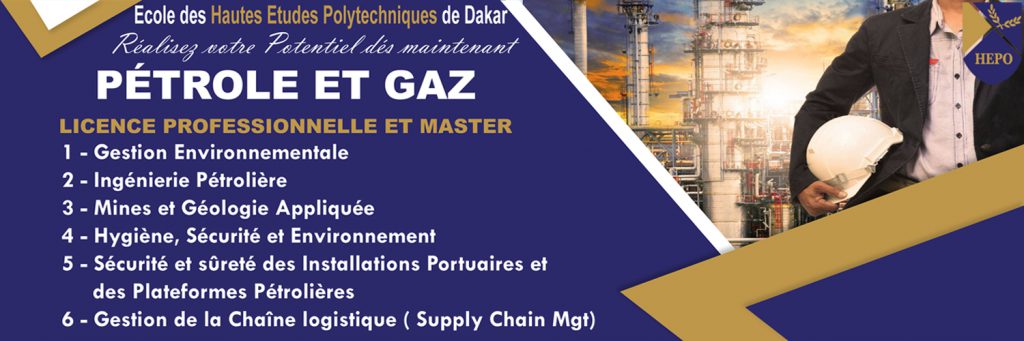 Ecole des Hautes Etudes Polytechniques de Dakar
Réalisez votre Potentiel dés maintenant
PÉTROLE ET GAZ
LICENCE PROFESSIONNELLE ET MASTER
1 - Gestion Environnementale
2 - Ingénierie Pétrolière
3 - Mines et Géologie Appliquée
4 - Hygiène, Sécurité et Environnement
5 - Sécurité et sûreté des Installations Portuaires et
des Plateformes Pétrolières
6 - Gestion de la Chaîne logistique ( Supply Chain Mgt)
HEPO